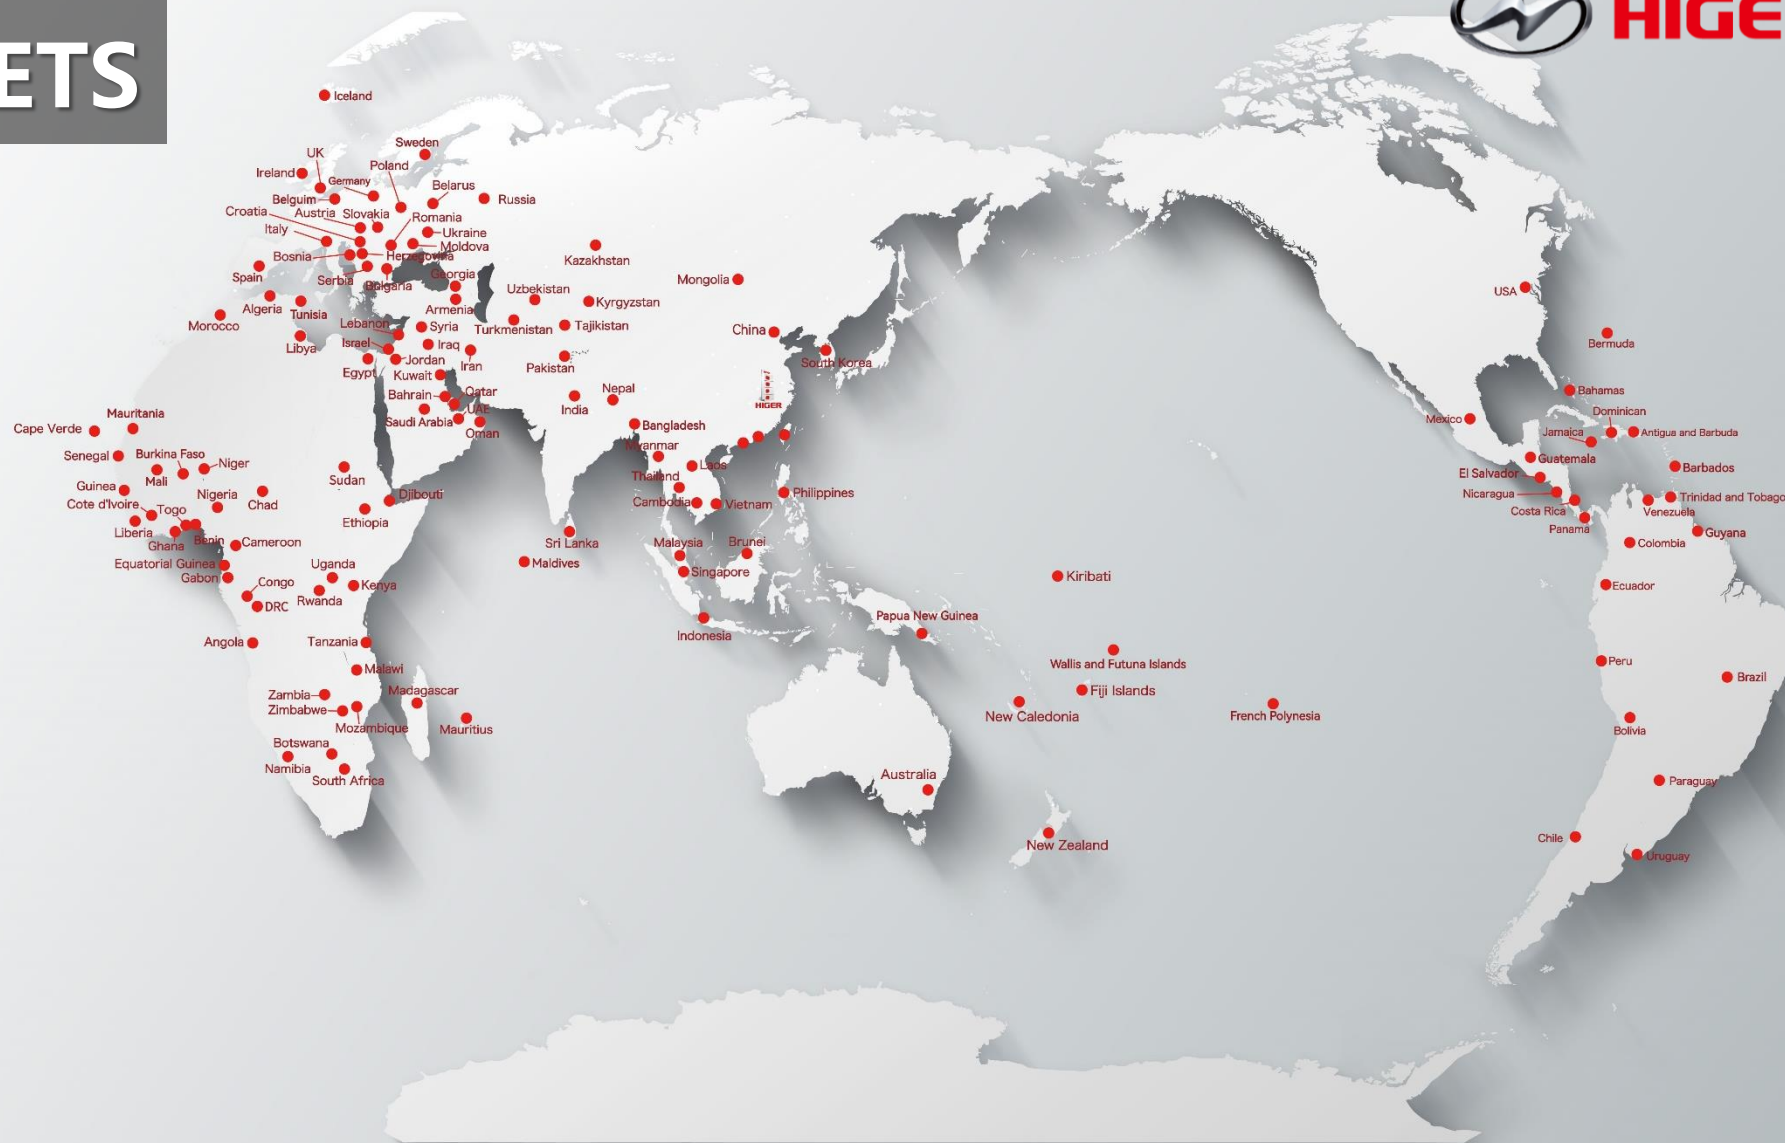 ETS
HIGE
Iceland
Sweden
UK
Poland
Ireland
Germany
Belarus
Belguim
Russia
Croatia
Austria
Slovakia
Romania
Italy
Ukraine
Moldova
Bosnia
Herzegovina
Kazakhstan
Spain
Serbia
Bulgaria
Georgia
Mongolia
Uzbekistan
Kyrgyzstan
USA
Algeria
Tunisia
Armenia
Morocco
Lebanon
Syria
Turkmenistan
Tajikistan
China
Bermuda
Libya
Israel
Iraq
Jordan
Iran
Pakistan
South Korea
Egypt
Kuwait
Bahrain
Qatar
Nepal
India
HIGER
Bahamas
Mauritania
UAE
Saudi Arabia
Oman
Bangladesh
Mexico
Dominican
Cape Verde
Jamaica
Antigua and Barbuda
Senegal
Burkina Faso
Niger
Myanmar
Laos
Guatemala
Barbados
Mali
Sudan
Thailand
El Salvador
Guinea
Nigeria
Djibouti
Philippines
Nicaragua
Trinidad and Tobago
Cote d'Ivoire
Togo
Chad
Cambodia
Vietnam
Costa Rica
Venezuela
Liberia
Ethiopia
Panama
Guyana
Ghana
Benin
Cameroon
Sri Lanka
Malaysia
Brunei
Colombia
Equatorial Guinea
Uganda
Maldives
Gabon
Congo
Kenya
Singapore
Kiribati
Ecuador
DRC
Rwanda
Papua New Guinea
Angola
Tanzania
Indonesia
Malawi
Wallis and Futuna Islands
Peru
Zambia
Madagascar
Fiji Islands
Brazil
Zimbabwe
Mozambique
Mauritius
New Caledonia
French Polynesia
Bolivia
Botswana
Namibia
South Africa
Australia
Paraguay
New Zealand
Chile
Uruguay